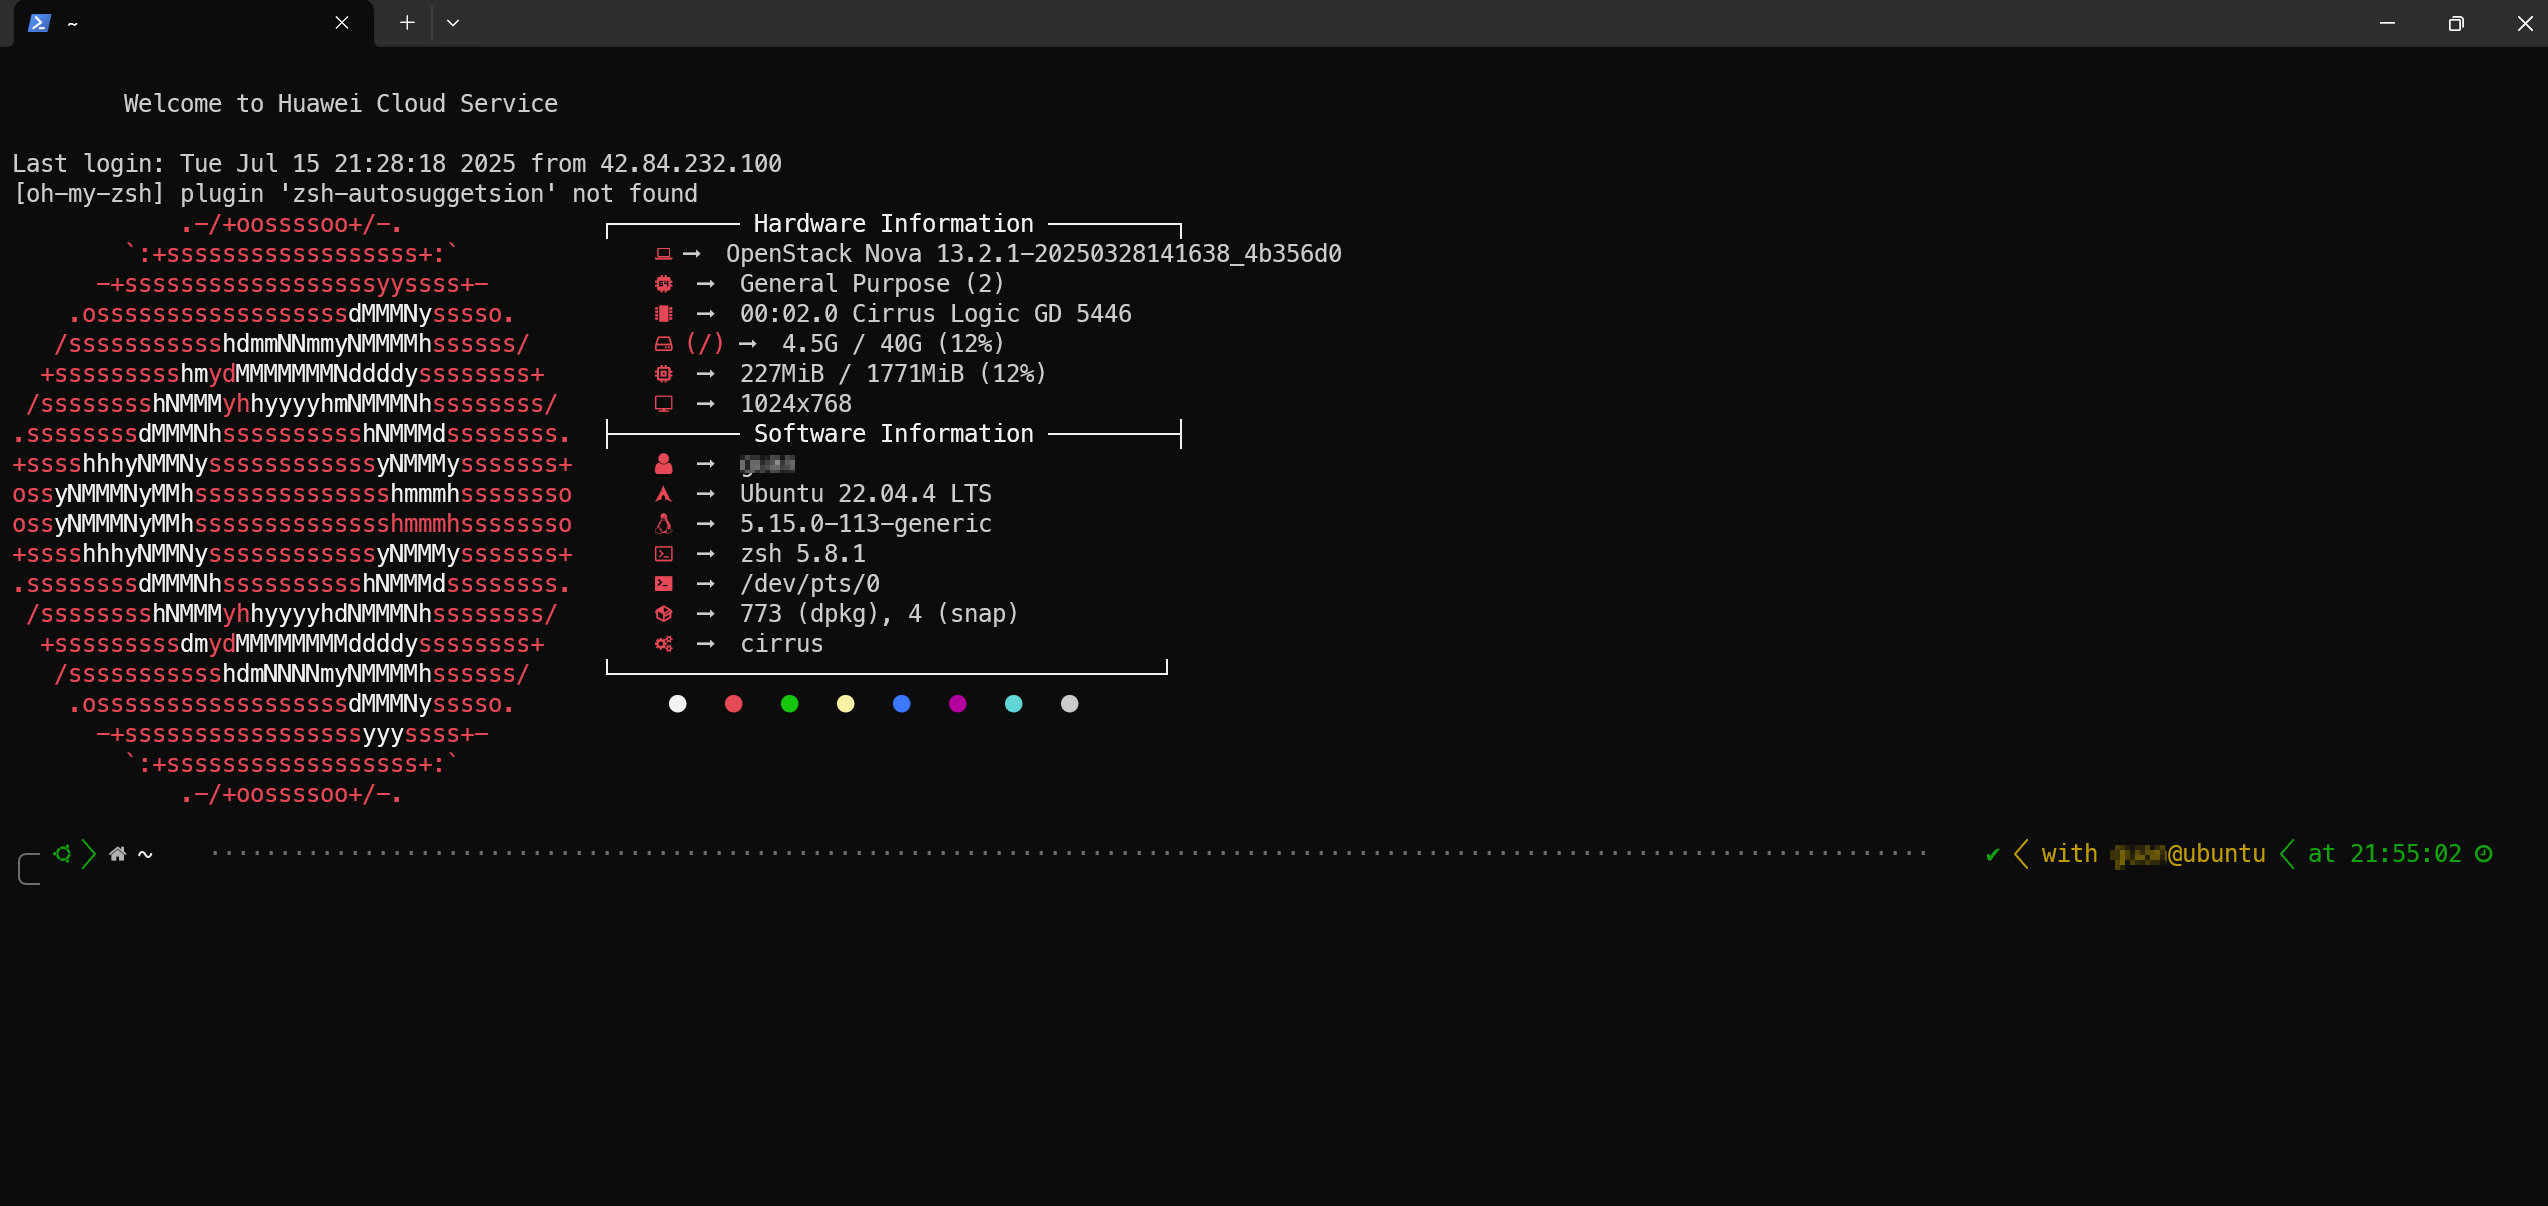 ~
Welcome to Huawei Cloud Service
Last login: Tue Jul 15 21:28:18 2025 from 42.84.232.100
[oh-my-zsh] plugin 'zsh-autosuggetsion' not found
.-/+oossssoo+/-. Hardware Information
`:+ssssssssssssssssss+:` OpenStack Nova 13.2.1-20250328141638_4b356d0
-+ssssssssssssssssssyyssss+- General Purpose (2)
.ossssssssssssssssssdMMMNysssso. 00:02.0 Cirrus Logic GD 5446
/ssssssssssshdmmNNmmyNMMMMhssssss/ (/) → 4.5G / 40G (12%)
+ssssssssshmydMMMMMMMNddddyssssssss+ → 227MiB / 1771MiB (12%)
/sssssssshNMMMyhhyyyyhmNMMMNhssssssss/ → 1024x768
.ssssssssdMMMNhsssssssssshNMMMdssssssss. Software Information
+sssshhhyNMMNyssssssssssssyNMMMysssssss+ →
ossyNMMMNyMMhsssssssssssssshmmmhssssssso → Ubuntu 22.04.4 LTS
ossyNMMMNyMMhsssssssssssssshmmmhssssssso → 5.15.0-113-generic
+sssshhhyNMMNyssssssssssssyNMMMysssssss+ → zsh 5.8.1
.ssssssssdMMMNhsssssssssshNMMMdssssssss. → /dev/pts/0
/sssssssshNMMMyhhyyyyhdNMMMNhssssssss/ → 773 (dpkg), 4 (snap)
+sssssssssdmydMMMMMMMMddddyssssssss+ → cirrus
/ssssssssssshdmNNNNmyNMMMMhssssss/
.ossssssssssssssssssdMMMNysssso.
-+sssssssssssssssssyyyssss+-
`:+ssssssssssssssssss+:`
.-/+oossssoo+/-.
~ ✔ with @ubuntu at 21:55:02